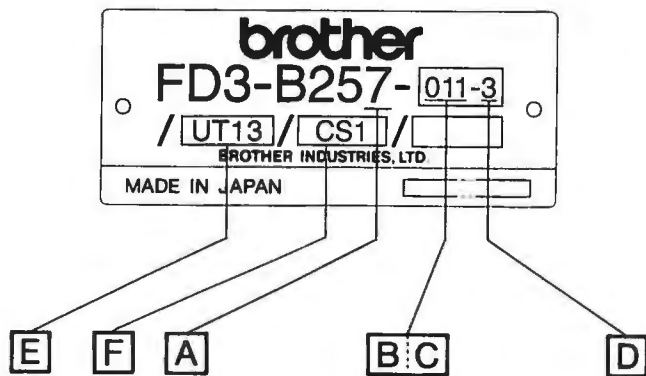 brother
FD3-B257-011-3
/UT13/CS1/
BROTHER INDUSTRIES, LTD.
MADE IN JAPAN
E F A B C D